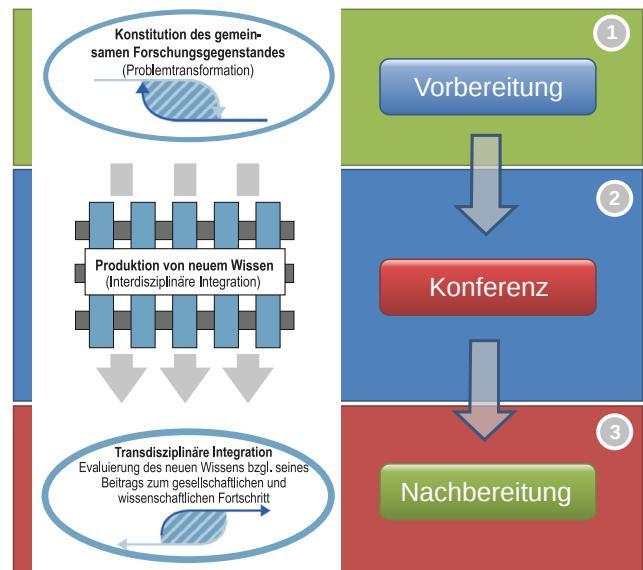 Konstitution des gemein-
samen Forschungsgegenstandes
(Problemtransformation)
1
Vorbereitung
2
Produktion von neuem Wissen
(Interdisziplinäre Integration)
Konferenz
3
Transdisziplinäre Integration
Evaluierung des neuen Wissens bzgl. seines
Beitrags zum gesellschaftlichen und
wissenschaftlichen Fortschritt
Nachbereitung